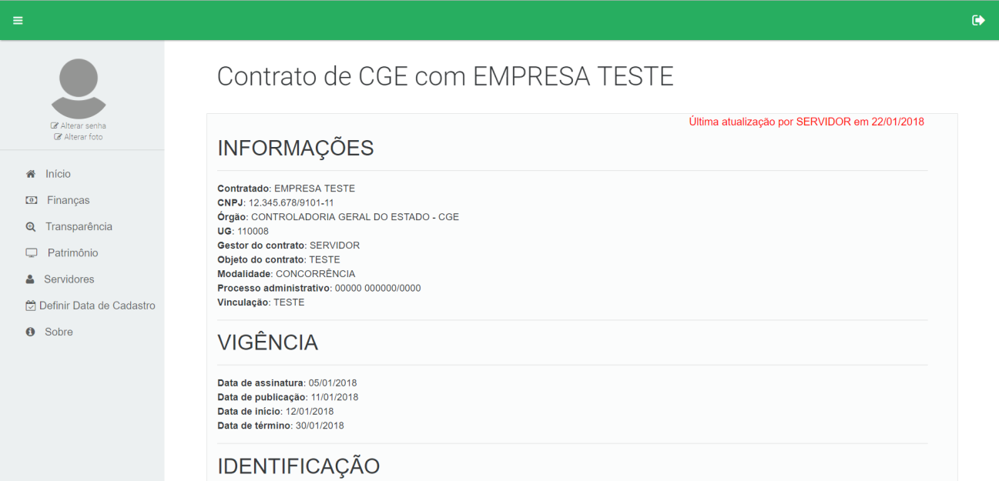 Alterar senha
Alterar foto
Início
Finanças
Transparência
Patrimônio
Servidores
Definir Data de Cadastro
Sobre
Contrato de CGE com EMPRESA TESTE
Última atualização por SERVIDOR em 22/01/2018
INFORMAÇÕES
Contratado: EMPRESA TESTE
CNPJ: 12.345.678/9101-11
Órgão: CONTROLADORIA GERAL DO ESTADO - CGE
UG: 110008
Gestor do contrato: SERVIDOR
Objeto do contrato: TESTE
Modalidade: CONCORRÊNCIA
Processo administrativo: 00000 000000/0000
Vinculação: TESTE
VIGÊNCIA
Data de assinatura: 05/01/2018
Data de publicação: 11/01/2018
Data de início: 12/01/2018
Data de término: 30/01/2018
IDENTIFICAÇÃO